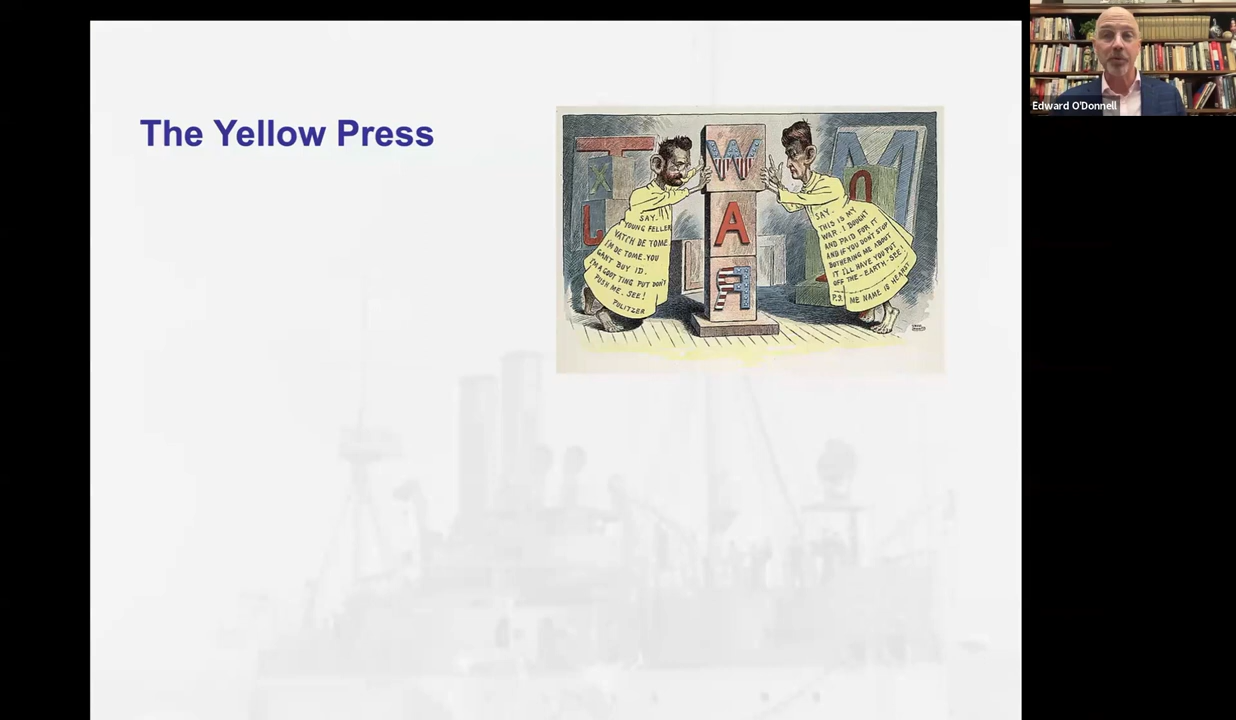 The Yellow Press
SAY!!
YOUNG FELLER
VATCH DE TOME
I'M DE TOME. YOU
CANT BUY ID.
I'M A GOOT TING PUT DON'T
PUSH ME. SEE!
PULITZER
X
W
A
R
M
SAY.
THIS IS MY
WAR. I BOUGHT
AND PAID FOR IT
AND IF YOU DON'T STOP
BOTHERING ME ABOUT
IT I'LL HAVE YOU PUT
OFF THE-EARTH-SEE!
P.S. ME NAME IS HEARST
Edward O'Donnell